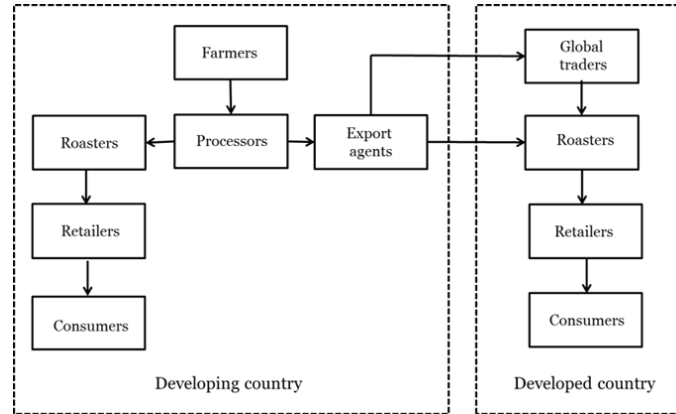 Farmers
Global
traders
Roasters
Processors
Export
agents
Roasters
Retailers
Retailers
Consumers
Consumers
Developing country
Developed country